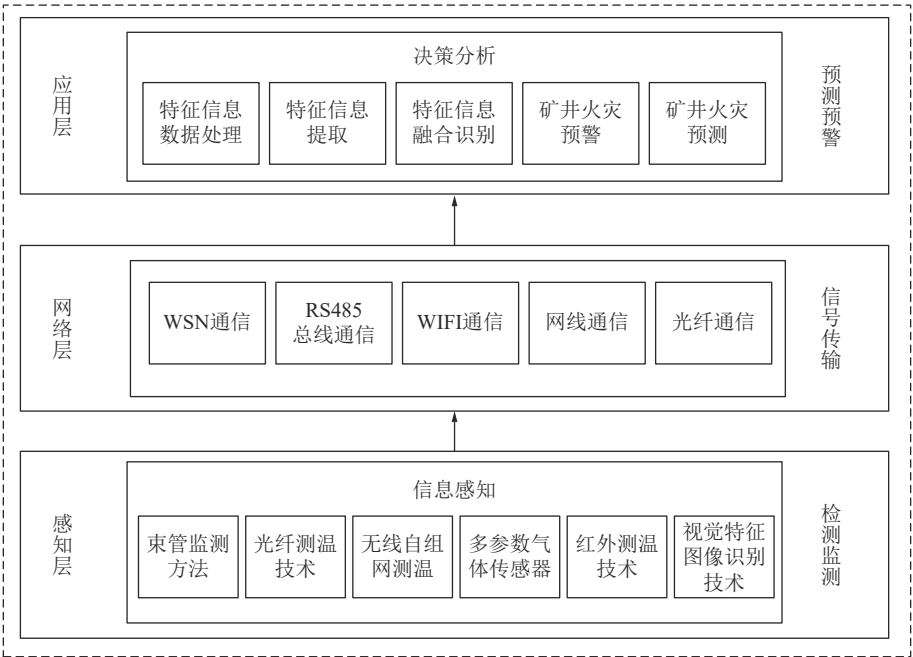 应用层
决策分析
特征信息
数据处理
特征信息
提取
特征信息
融合识别
矿井火灾
预警
矿井火灾
预测
预测预警
网络层
WSN通信
RS485
总线通信
WIFI通信
网线通信
光纤通信
信号传输
感知层
信息感知
束管监测
方法
光纤测温
技术
无线自组
网测温
多参数气
体传感器
红外测温
技术
视觉特征
图像识别
技术
检测监测